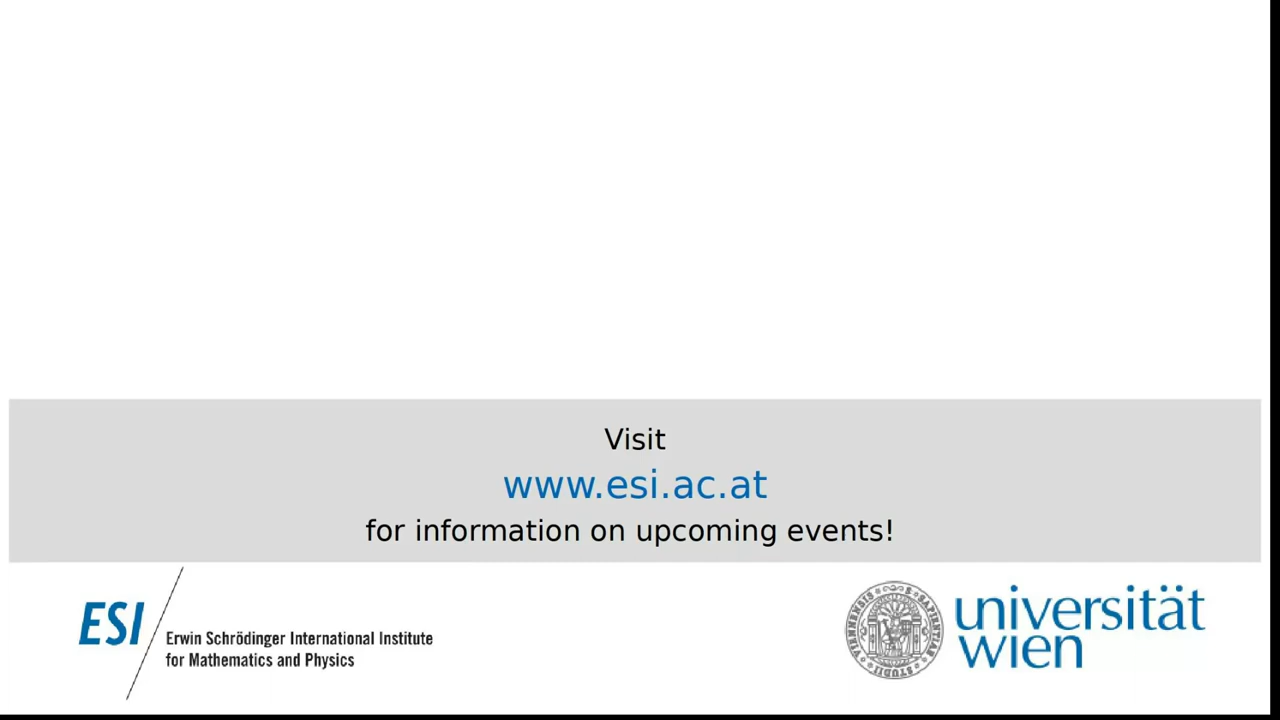 Visit
www.esi.ac.at
for information on upcoming events!
ESI
Erwin Schrödinger International Institute
for Mathematics and Physics
universität
wien